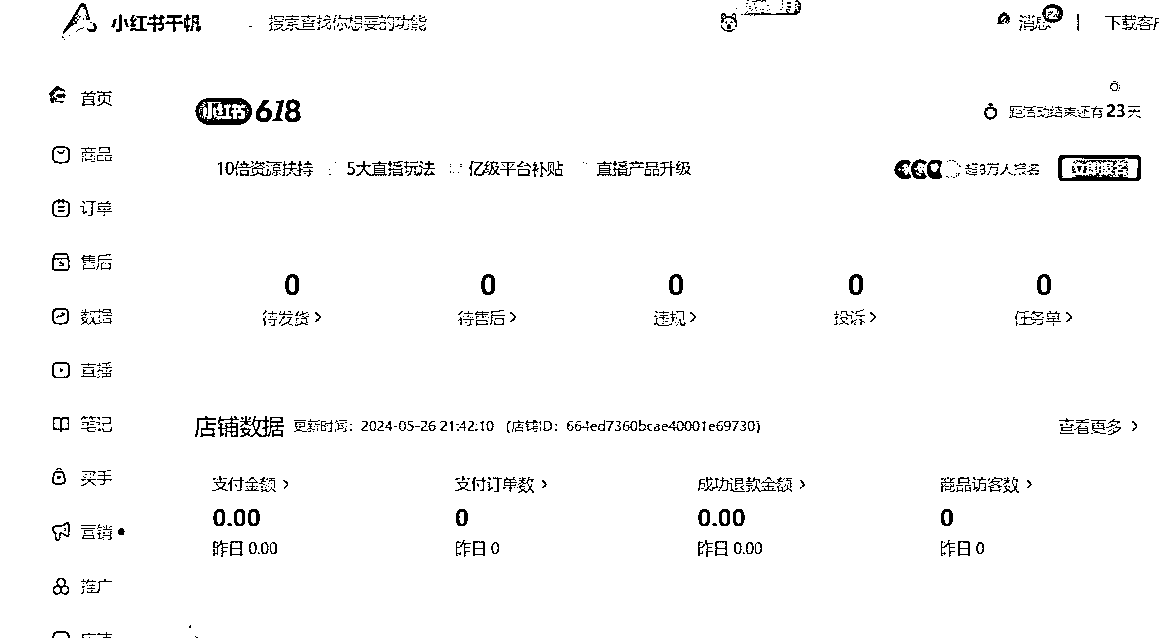 小红书千帆
搜索查找你想要的功能
消息
下载客户
首页
商品
订单
售后
数据
直播
笔记
买手
营销
推广
小红书 618
距活动结束还有 23 天
10倍资源扶持
5大直播玩法
亿级平台补贴
直播产品升级
立即报名
0
待发货 >
0
待售后 >
0
违规 >
0
投诉 >
0
任务单 >
店铺数据 更新时间: 2024-05-26 21:42:10 (店铺ID: 664ed7360bcae40001e69730)
查看更多 >
支付金额 >
0.00
昨日 0.00
支付订单数 >
0
昨日 0
成功退款金额 >
0.00
昨日 0.00
商品访客数 >
0
昨日 0